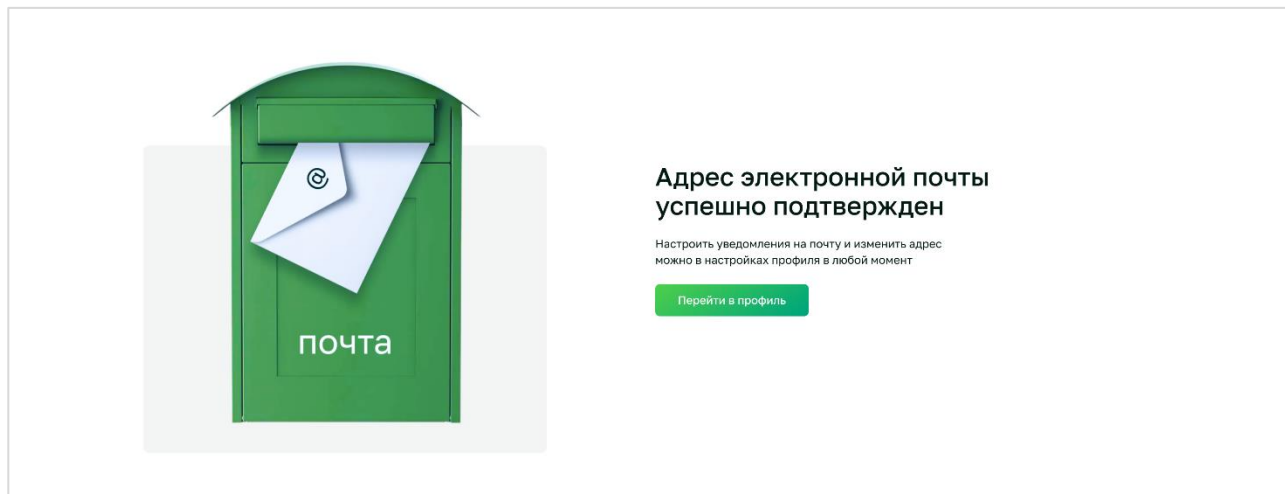 @
почта
Адрес электронной почты
успешно подтвержден
Настроить уведомления на почту и изменить адрес
можно в настройках профиля в любой момент
Перейти в профиль